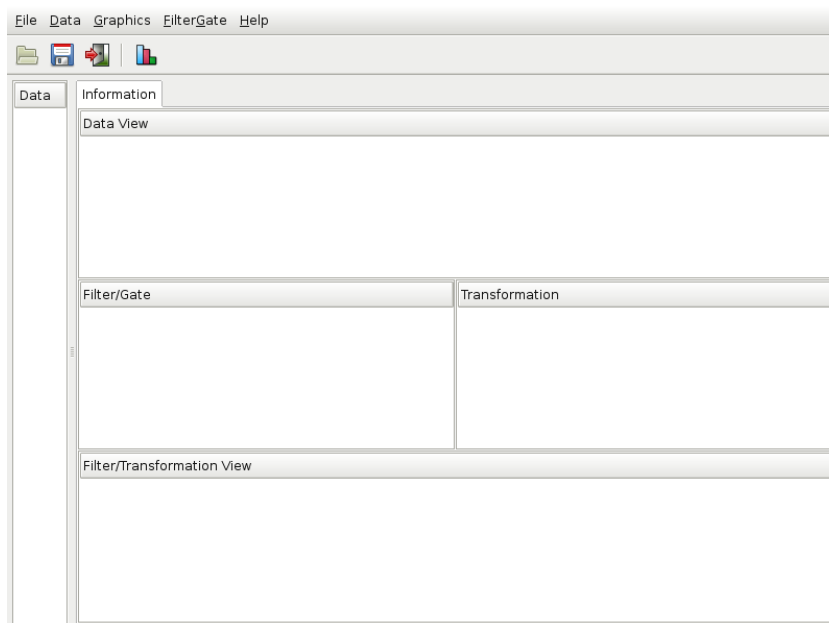 File Data Graphics FilterGate Help
Data
Information
Data View
Filter/Gate
Transformation
Filter/Transformation View